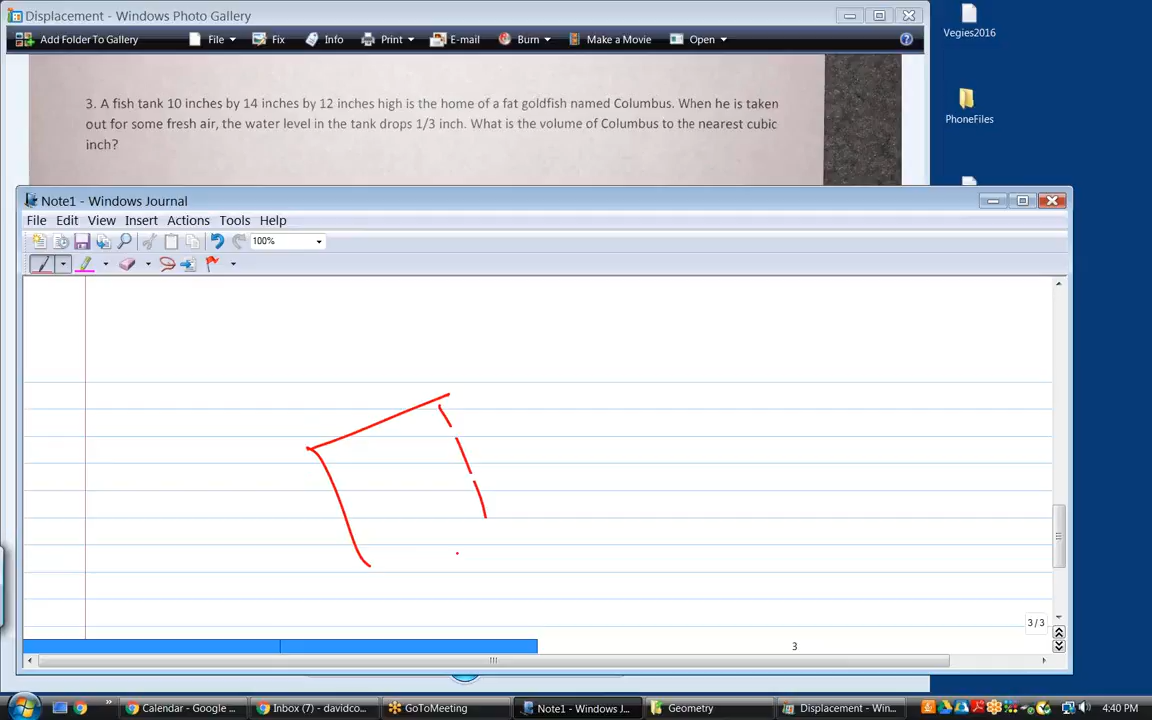 Displacement - Windows Photo Gallery
Add Folder To Gallery File Fix Info Print E-mail Burn Make a Movie Open
Vegies2016
PhoneFiles
3. A fish tank 10 inches by 14 inches by 12 inches high is the home of a fat goldfish named Columbus. When he is taken
out for some fresh air, the water level in the tank drops 1/3 inch. What is the volume of Columbus to the nearest cubic
inch?
Note1 - Windows Journal
File Edit View Insert Actions Tools Help
100%
3 / 3
3
Calendar - Google ... Inbox (7) - davidco... GoToMeeting Note1 - Windows J... Geometry Displacement - Win... 4:40 PM